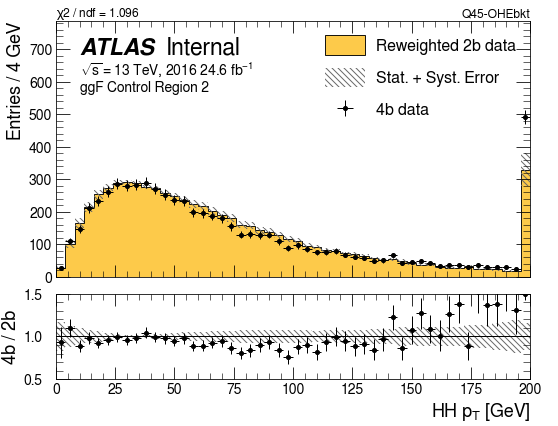 χ2 / ndf = 1.096
Q45-OHEbkt
Entries / 4 GeV
700
600
500
400
300
200
100
0
ATLAS Internal
√s = 13 TeV, 2016 24.6 fb⁻¹
ggF Control Region 2
Reweighted 2b data
Stat. + Syst. Error
4b data
4b / 2b
1.5
1.0
0.5
0 25 50 75 100 125 150 175 200
HH p_T [GeV]